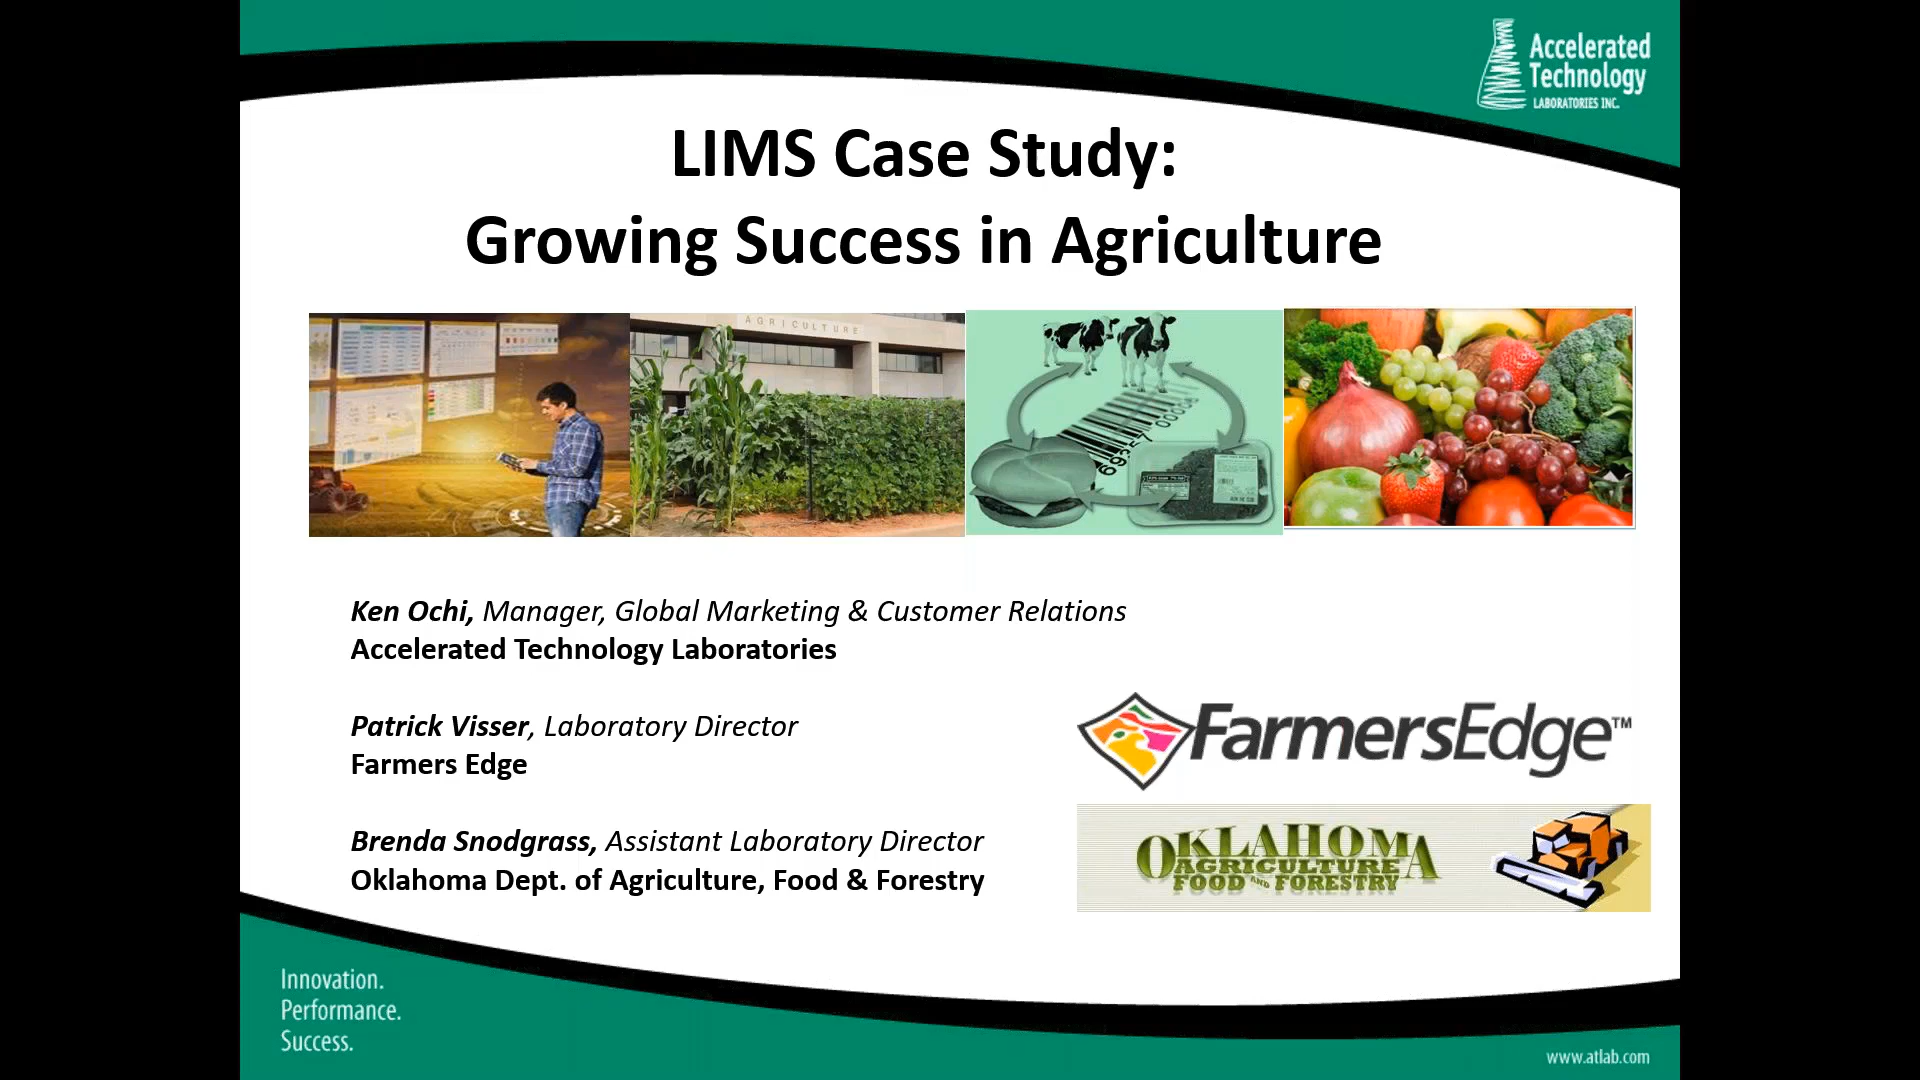 Accelerated
Technology
LABORATORIES INC.
LIMS Case Study:
Growing Success in Agriculture
AGRICULTURE
Ken Ochi, Manager, Global Marketing & Customer Relations
Accelerated Technology Laboratories
Patrick Visser, Laboratory Director
Farmers Edge
FarmersEdge™
Brenda Snodgrass, Assistant Laboratory Director
Oklahoma Dept. of Agriculture, Food & Forestry
OKLAHOMA
AGRICULTURE
FOOD AND FORESTRY
Innovation.
Performance.
Success.
www.atlab.com